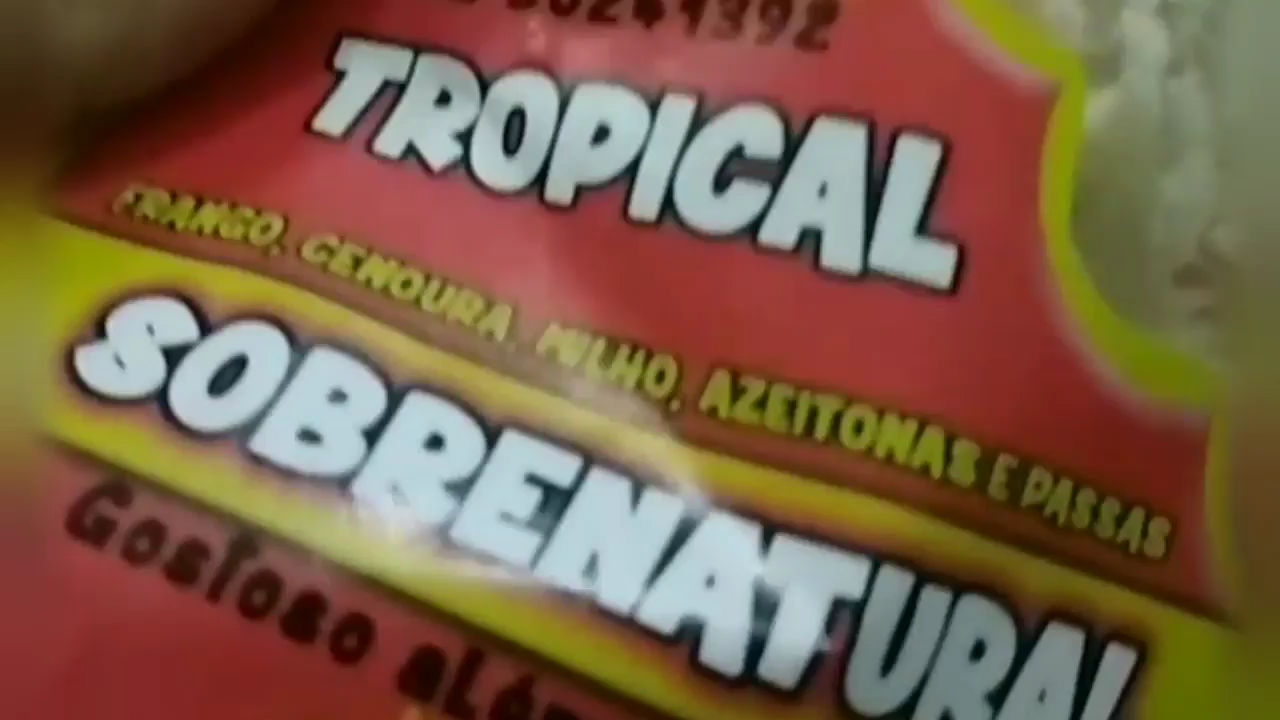 TROPICAL
FRANGO, CENOURA, MILHO, AZEITONAS E PASSAS
SOBRENATURAL
Gostoso